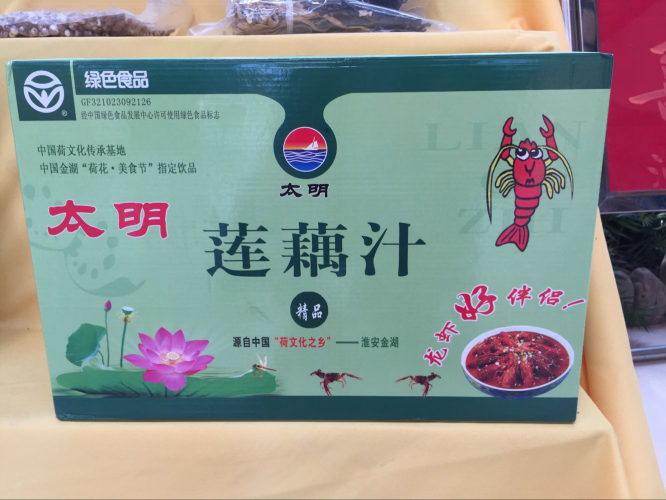 绿色食品
GF321023092126
经中国绿色食品发展中心许可使用绿色食品标志
中国荷文化传承基地
中国金湖“荷花·美食节”指定饮品
太明
太明
LIAN
莲藕汁
精品
源自中国“荷文化之乡”——淮安金湖
龙虾好伴侣!